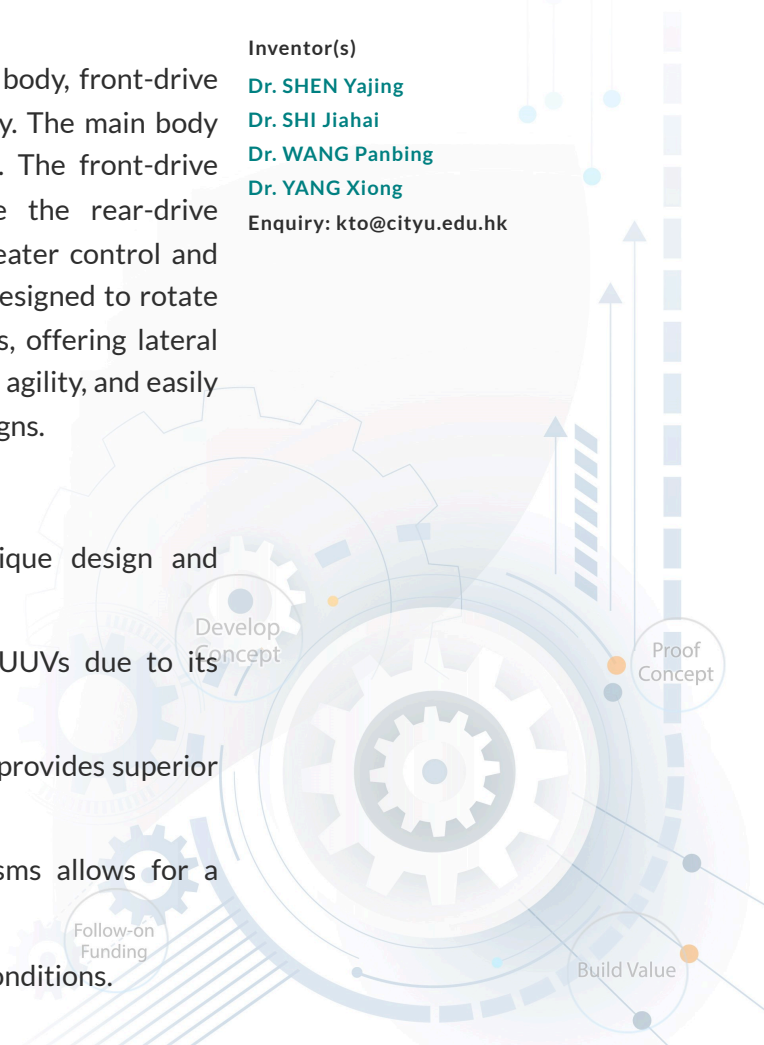 body, front-drive
y. The main body
. The front-drive
e the rear-drive
eater control and
esigned to rotate
s, offering lateral
agility, and easily
gns.
ique design and
UUVs due to its
provides superior
sms allows for a
onditions.
Inventor(s)
Dr. SHEN Yajing
Dr. SHI Jiahai
Dr. WANG Panbing
Dr. YANG Xiong
Enquiry: kto@cityu.edu.hk
Develop
Concept
Proof
Concept
Follow-on
Funding
Build Value